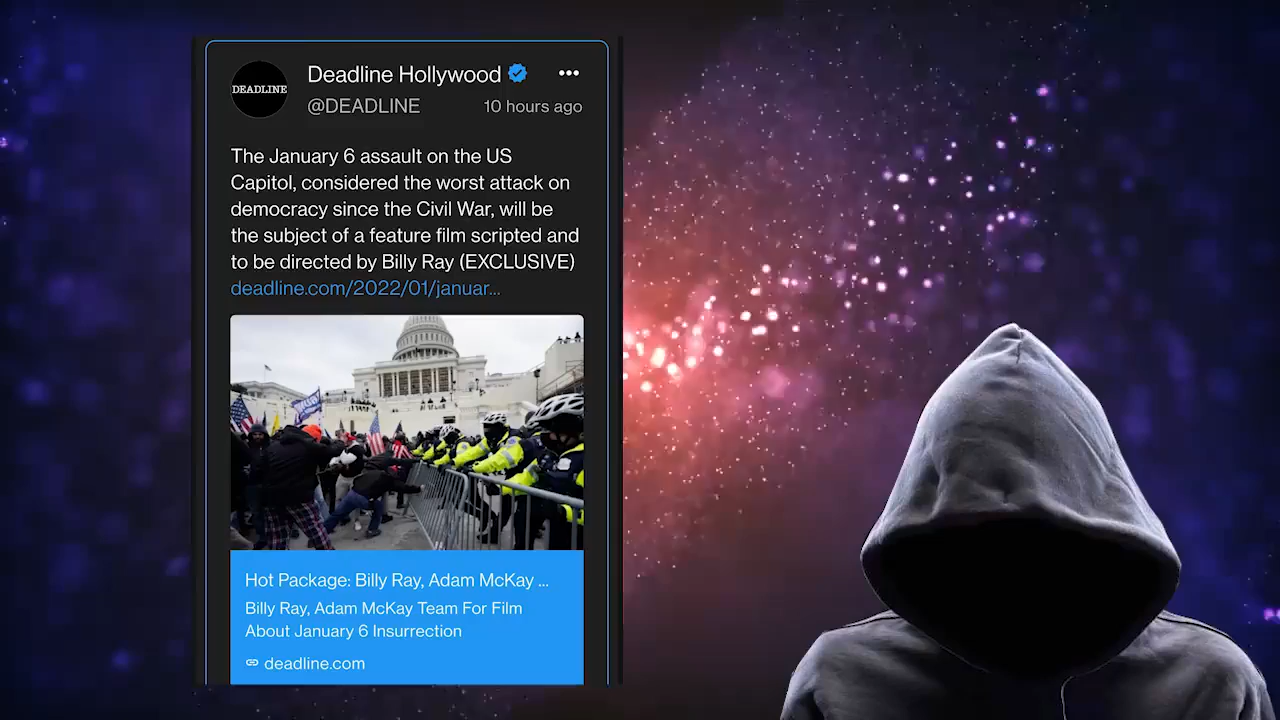 DEADLINE
Deadline Hollywood
@DEADLINE
10 hours ago
The January 6 assault on the US
Capitol, considered the worst attack on
democracy since the Civil War, will be
the subject of a feature film scripted and
to be directed by Billy Ray (EXCLUSIVE)
deadline.com/2022/01/januar...
Hot Package: Billy Ray, Adam McKay ...
Billy Ray, Adam McKay Team For Film
About January 6 Insurrection
deadline.com